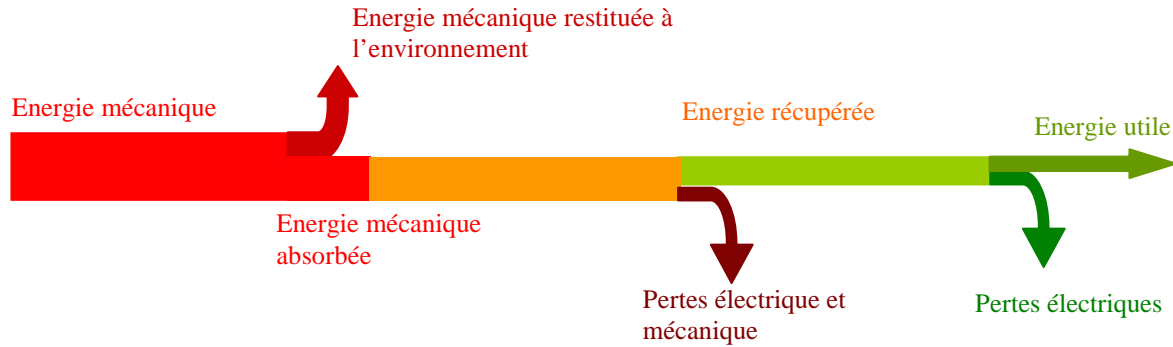 Energie mécanique restituée à
l'environnement
Energie mécanique
Energie récupérée
Energie utile
Energie mécanique
absorbée
Pertes électrique et
mécanique
Pertes électriques